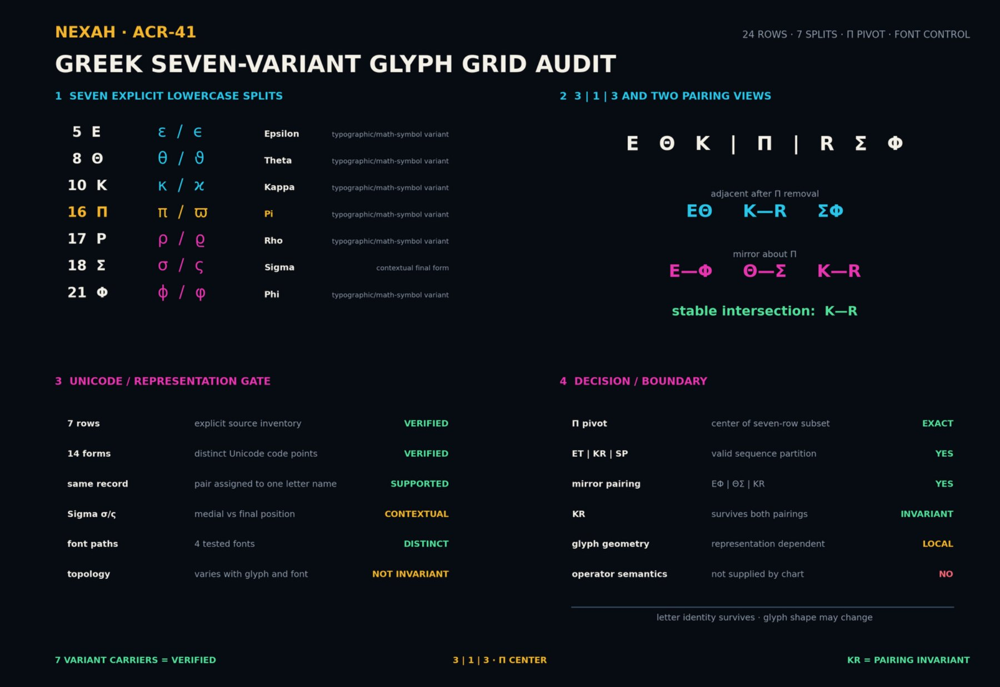 NEXAH · ACR-41
24 ROWS · 7 SPLITS · Π PIVOT · FONT CONTROL
GREEK SEVEN-VARIANT GLYPH GRID AUDIT
1 SEVEN EXPLICIT LOWERCASE SPLITS
5 Ε ε / ϵ Epsilon typographic/math-symbol variant
8 Θ θ / ϑ Theta typographic/math-symbol variant
10 Κ κ / ϰ Kappa typographic/math-symbol variant
16 Π π / ϖ Pi typographic/math-symbol variant
17 Ρ ρ / ϱ Rho typographic/math-symbol variant
18 Σ σ / ς Sigma contextual final form
21 Φ ϕ / φ Phi typographic/math-symbol variant
2 3 | 1 | 3 AND TWO PAIRING VIEWS
E Θ K | Π | R Σ Φ
adjacent after Π removal
EΘ K—R ΣΦ
mirror about Π
E—Φ Θ—Σ K—R
stable intersection: K—R
3 UNICODE / REPRESENTATION GATE
7 rows explicit source inventory VERIFIED
14 forms distinct Unicode code points VERIFIED
same record pair assigned to one letter name SUPPORTED
Sigma σ/ς medial vs final position CONTEXTUAL
font paths 4 tested fonts DISTINCT
topology varies with glyph and font NOT INVARIANT
4 DECISION / BOUNDARY
Π pivot center of seven-row subset EXACT
ET | KR | SP valid sequence partition YES
mirror pairing EΦ | ΘΣ | KR YES
KR survives both pairings INVARIANT
glyph geometry representation dependent LOCAL
operator semantics not supplied by chart NO
letter identity survives · glyph shape may change
7 VARIANT CARRIERS = VERIFIED
3 | 1 | 3 · Π CENTER
KR = PAIRING INVARIANT